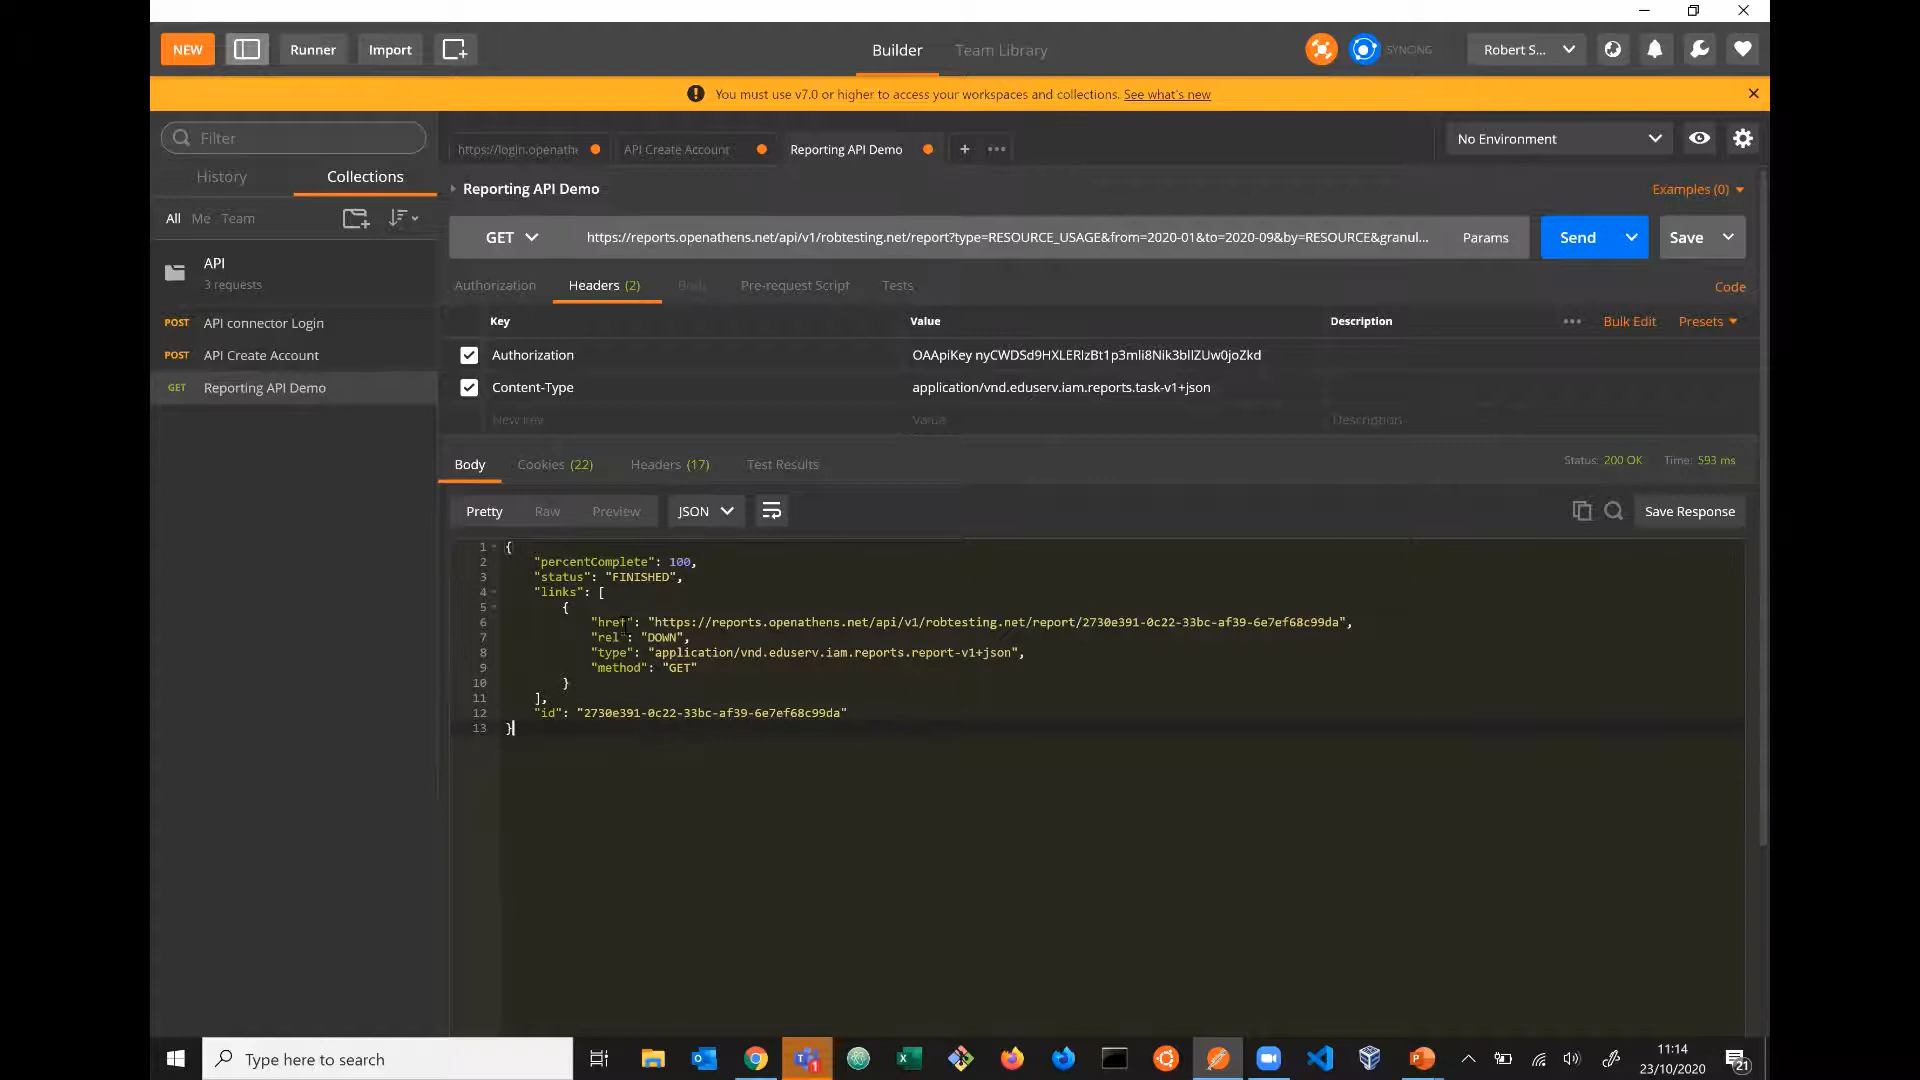 NEW Runner Import Builder Team Library SYNCING Robert S...
You must use v7.0 or higher to access your workspaces and collections. See what's new
Filter
History Collections
All Me Team
API
3 requests
POST API connector Login
POST API Create Account
GET Reporting API Demo
https://login.openathe API Create Account Reporting API Demo + ••• No Environment
Reporting API Demo Examples (0)
GET https://reports.openathens.net/api/v1/robtesting.net/report?type=RESOURCE_USAGE&from=2020-01&to=2020-09&by=RESOURCE&granul... Params Send Save
Authorization Headers (2) Body Pre-request Script Tests Code
Key Value Description ••• Bulk Edit Presets
Authorization
Content-Type application/vnd.eduserv.iam.reports.task-v1+json
New key Value Description
Body Cookies (22) Headers (17) Test Results Status: 200 OK Time: 593 ms
Pretty Raw Preview JSON Save Response
1 {
2 "percentComplete": 100,
3 "status": "FINISHED",
4 "links": [
5 {
6 "href": "https://reports.openathens.net/api/v1/robtesting.net/report/2730e391-0c22-33bc-af39-6e7ef68c99da",
7 "rel": "DOWN",
8 "type": "application/vnd.eduserv.iam.reports.report-v1+json",
9 "method": "GET"
10 }
11 ],
12 "id": "2730e391-0c22-33bc-af39-6e7ef68c99da"
13 }
Type here to search
11:14
23/10/2020
21